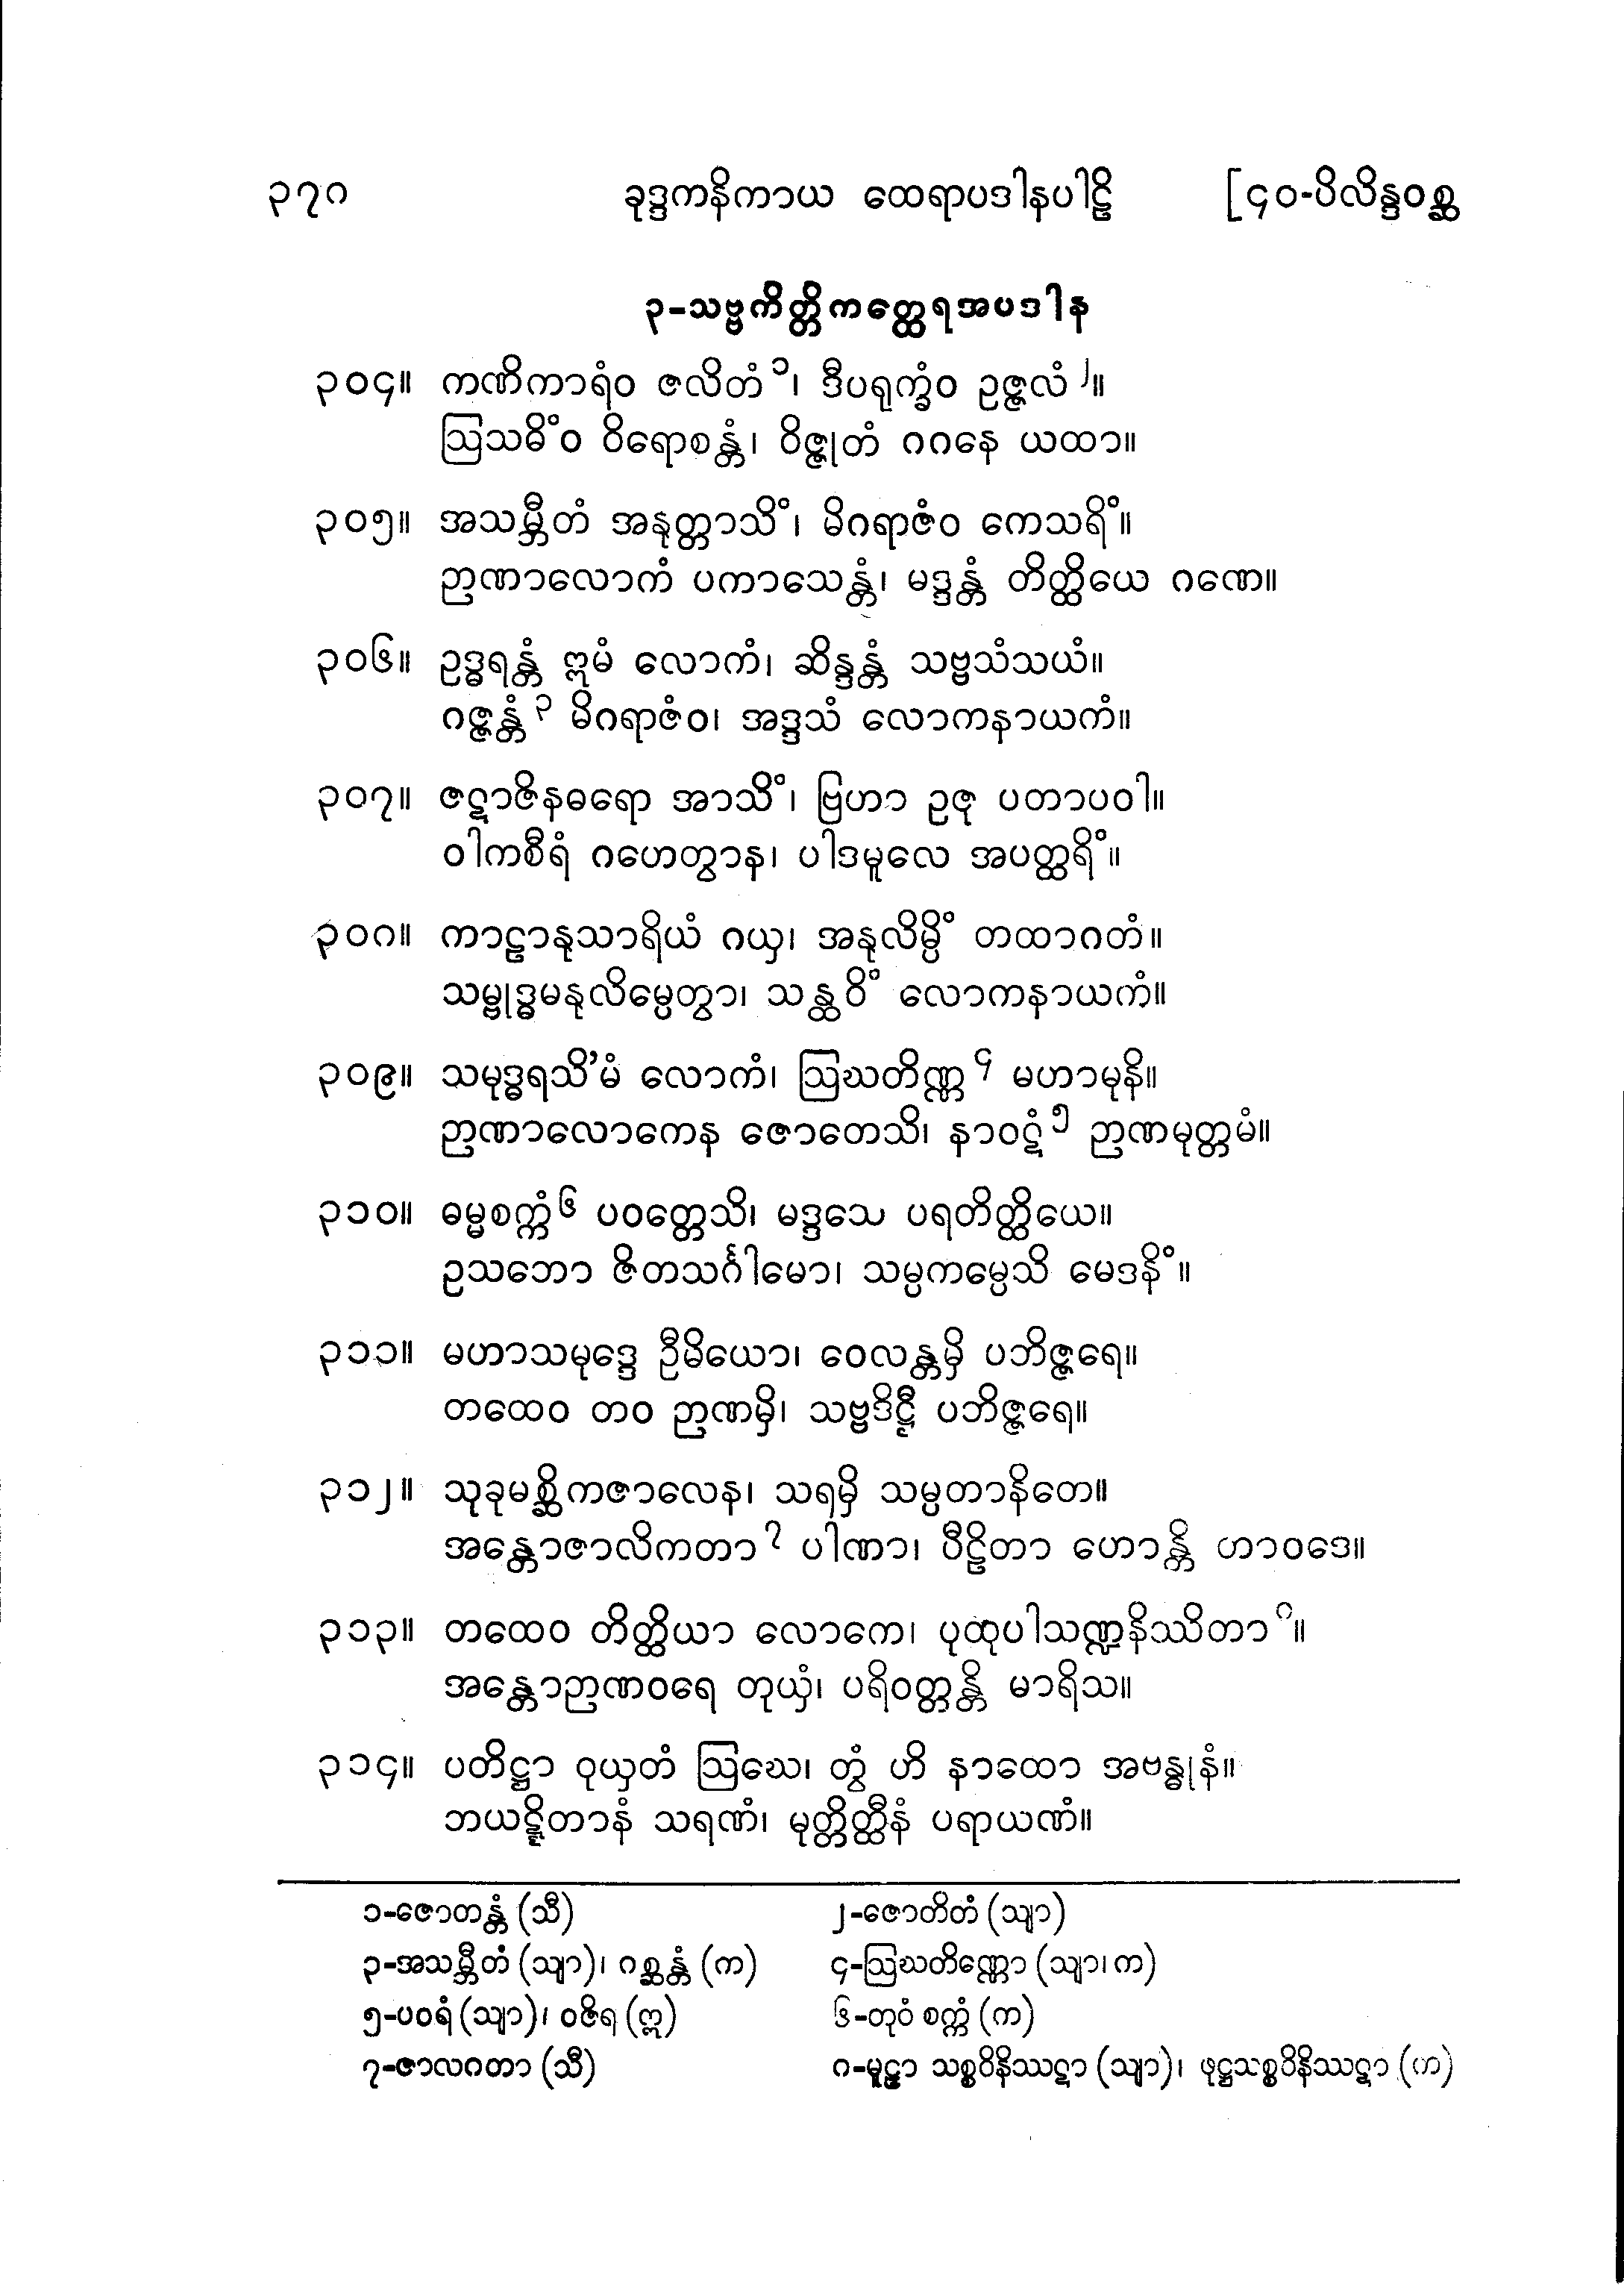 ၃၇၈ ခုဒ္ဒကနိကာယ ထေရာပဒါနပါဠိ [၄၀-ပိလိန္ဒဝစ္ဆ
၃-သဗ္ဗကိတ္တိကတ္ထေရအပဒါန
၃၀၄။ ကဏိကာရံဝ ဇလိတံ ၁၊ ဒီပရုက္ခံဝ ဥဇ္ဇလံ ၂။
ဩသဓိံဝ ဝိရောစန္တံ၊ ဝိဇ္ဇုတံ ဂဂနေ ယထာ။
၃၀၅။ အသမ္ဘီတံ အနုတ္တာသိံ၊ မိဂရာဇံဝ ကေသရိံ။
ဉာဏာလောကံ ပကာသေန္တံ၊ မဒ္ဒန္တံ တိတ္ထိယေ ဂဏေ။
၃၀၆။ ဥဒ္ဓရန္တံ ဣမံ လောကံ၊ ဆိန္ဒန္တံ သဗ္ဗသံသယံ။
ဂဇ္ဇန္တံ ၃ မိဂရာဇံဝ၊ အဒ္ဒသံ လောကနာယကံ။
၃၀၇။ ဇဋာဇိနဓရော အာသိံ၊ ဗြဟာ ဥဇု ပတာပဝါ။
ဝါကစီရံ ဂဟေတွာန၊ ပါဒမူလေ အပတ္ထရိံ။
၃၀၈။ ကာဠာနုသာရိယံ ဂယှ၊ အနုလိမ္ပိံ တထာဂတံ။
သမ္ဗုဒ္ဓမနုလိမ္ပေတွာ၊ သန္ထဝိံ လောကနာယကံ။
၃၀၉။ သမုဒ္ဓရသိ’မံ လောကံ၊ ဩဃတိဏ္ဏ ၄ မဟာမုနိ။
ဉာဏာလောကေန ဇောတေသိ၊ နာဝဋံ ၅ ဉာဏမုတ္တမံ။
၃၁၀။ ဓမ္မစက္ကံ ၆ ပဝတ္တေသိ၊ မဒ္ဒသေ ပရတိတ္ထိယေ။
ဥသဘော ဇိတသင်္ဂါမော၊ သမ္ပကမ္ပေသိ မေဒနိံ။
၃၁၁။ မဟာသမုဒ္ဒေ ဦမိယော၊ ဝေလန္တမှိ ပဘိဇ္ဇရေ။
တထေဝ တဝ ဉာဏမှိ၊ သဗ္ဗဒိဋ္ဌီ ပဘိဇ္ဇရေ။
၃၁၂။ သုခုမစ္ဆိကဇာလေန၊ သရမှိ သမ္ပတာနိတေ။
အန္တောဇာလိကတာ ၇ ပါဏာ၊ ပီဠိတာ ဟောန္တိ တာဝဒေ။
၃၁၃။ တထေဝ တိတ္ထိယာ လောကေ၊ ပုထုပါသဏ္ဍနိဿိတာ ၈။
အန္တောဉာဏဝရေ တုယှံ၊ ပရိဝတ္တန္တိ မာရိသ။
၃၁၄။ ပတိဋ္ဌာ ဝုယှတံ ဩဃေ၊ တွံ ဟိ နာထော အဗန္ဓုနံ။
ဘယဋ္ဋိတာနံ သရဏံ၊ မုတ္တိတ္ထီနံ ပရာယဏံ။
၁-ဇောတန္တံ (သီ) ၂-ဇောတိတံ (သျာ)
၃-အသမ္ဘီတံ (သျာ)၊ ဂစ္ဆန္တံ (က) ၄-ဩဃတိဏ္ဏော (သျာ၊ က)
၅-ပဝရံ (သျာ)၊ ဝဇိရ (ဣ) ၆-တုဝံ စက္ကံ (က)
၇-ဇာလဂတာ (သီ) ၈-မူဠှာ သစ္စဝိနိဿဋာ (သျာ)၊ ဖုဋ္ဌသစ္စဝိနိဿဋာ (က)